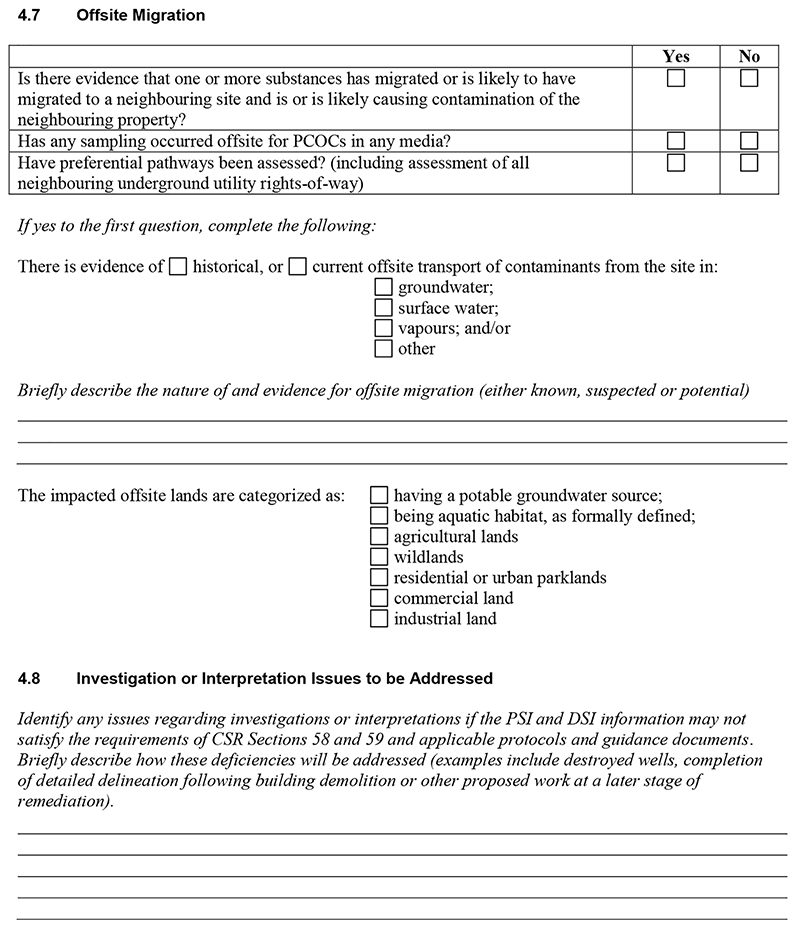 4.7 Offsite Migration
Yes No
Is there evidence that one or more substances has migrated or is likely to have
migrated to a neighbouring site and is or is likely causing contamination of the
neighbouring property?
Has any sampling occurred offsite for PCOCs in any media?
Have preferential pathways been assessed? (including assessment of all
neighbouring underground utility rights-of-way)
If yes to the first question, complete the following:
There is evidence of historical, or current offsite transport of contaminants from the site in:
groundwater;
surface water;
vapours; and/or
other
Briefly describe the nature of and evidence for offsite migration (either known, suspected or potential)
The impacted offsite lands are categorized as: having a potable groundwater source;
being aquatic habitat, as formally defined;
agricultural lands
wildlands
residential or urban parklands
commercial land
industrial land
4.8 Investigation or Interpretation Issues to be Addressed
Identify any issues regarding investigations or interpretations if the PSI and DSI information may not
satisfy the requirements of CSR Sections 58 and 59 and applicable protocols and guidance documents.
Briefly describe how these deficiencies will be addressed (examples include destroyed wells, completion
of detailed delineation following building demolition or other proposed work at a later stage of
remediation).